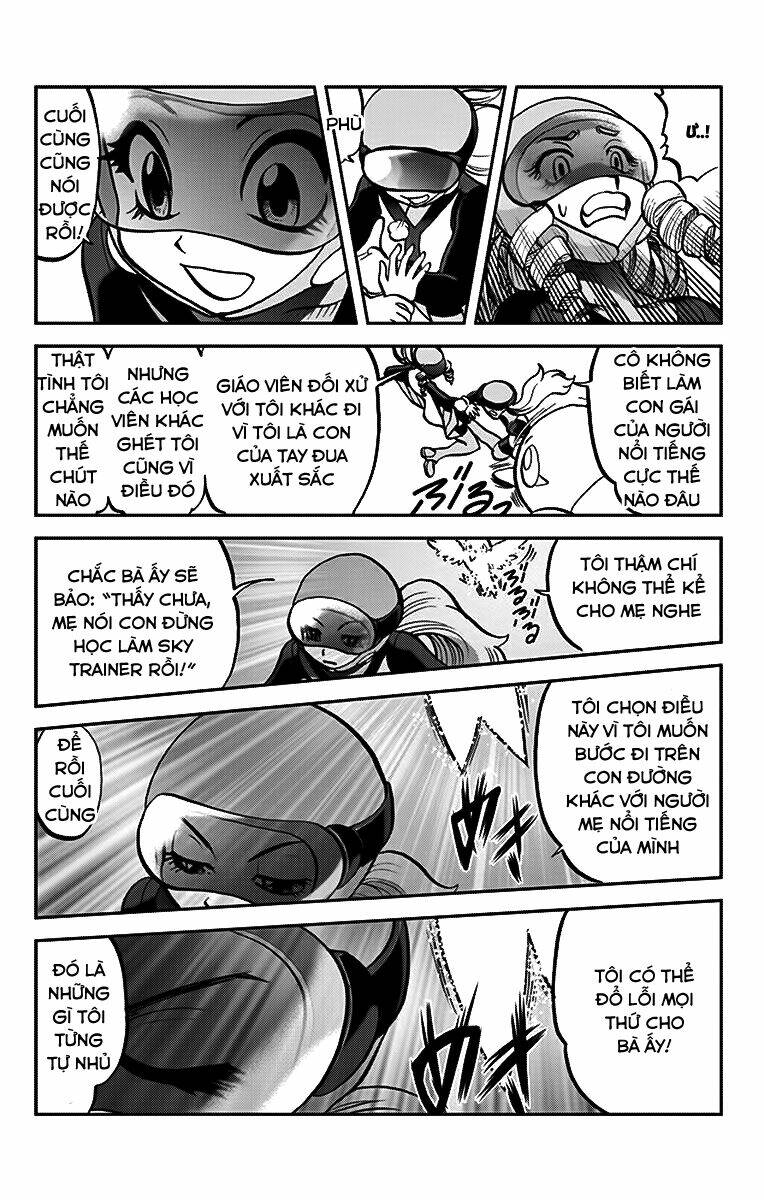 Ư..!
PHÙ
CUỐI
CÙNG
CŨNG
NÓI
ĐƯỢC
RỒI!
CÔ KHÔNG
BIẾT LÀM
CON GÁI
CỦA NGƯỜI
NỔI TIẾNG
CỰC THẾ
NÀO ĐÂU
ぶるっ
GIÁO VIÊN ĐỐI XỬ
VỚI TÔI KHÁC ĐI
VÌ TÔI LÀ CON
CỦA TAY ĐUA
XUẤT SẮC
NHƯNG
CÁC HỌC
VIÊN KHÁC
GHÉT TÔI
CŨNG VÌ
ĐIỀU ĐÓ
THẬT
TÌNH TÔI
CHẲNG
MUỐN
THẾ
CHÚT
NÀO
TÔI THẬM CHÍ
KHÔNG THỂ KỂ
CHO MẸ NGHE
CHẮC BÀ ẤY SẼ
BẢO: "THẤY CHƯA,
MẸ NÓI CON ĐỪNG
HỌC LÀM SKY
TRAINER RỒI!"
TÔI CHỌN ĐIỀU
NÀY VÌ TÔI MUỐN
BƯỚC ĐI TRÊN
CON ĐƯỜNG
KHÁC VỚI NGƯỜI
MẸ NỔI TIẾNG
CỦA MÌNH
ĐỂ
RỒI
CUỐI
CÙNG
TÔI CÓ THỂ
ĐỔ LỖI MỌI
THỨ CHO
BÀ ẤY!
ĐÓ LÀ
NHỮNG
GÌ TÔI
TỪNG
TỰ NHỦ